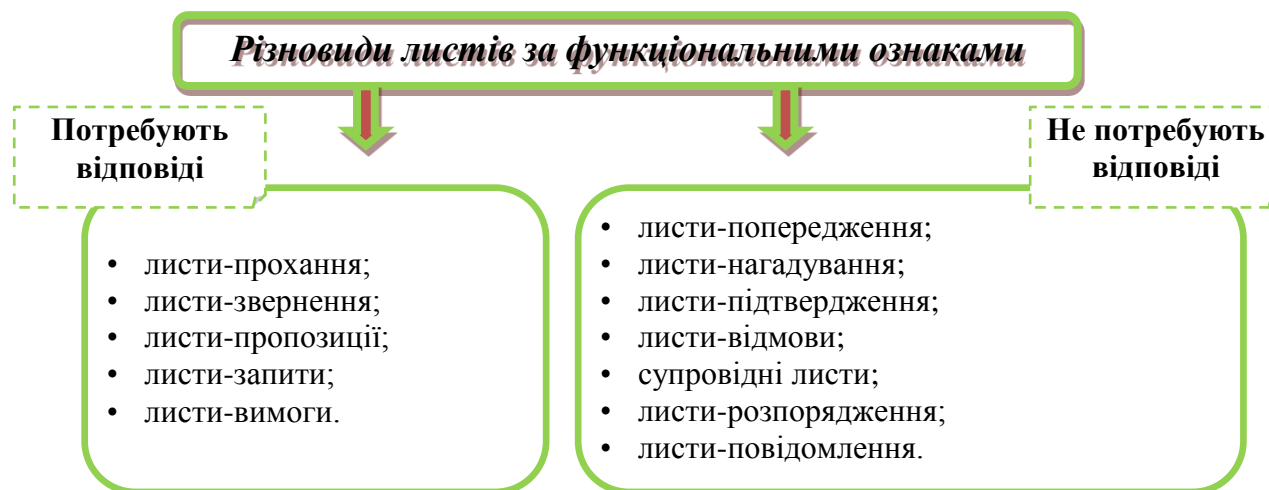 Різновиди листів за функціональними ознаками
Потребують
відповіді
• листи-прохання;
• листи-звернення;
• листи-пропозиції;
• листи-запити;
• листи-вимоги.
Не потребують
відповіді
• листи-попередження;
• листи-нагадування;
• листи-підтвердження;
• листи-відмови;
• супровідні листи;
• листи-розпорядження;
• листи-повідомлення.